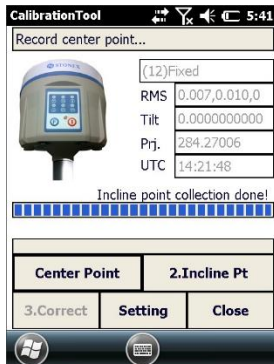 CalibrationTool 5:41
Record center point...
STONEX
(12)Fixed
RMS 0.007,0.010,0
Tilt 0.0000000000
Prj. 284.27006
UTC 14:21:48
Incline point collection done!
Center Point 2.Incline Pt
3.Correct Setting Close